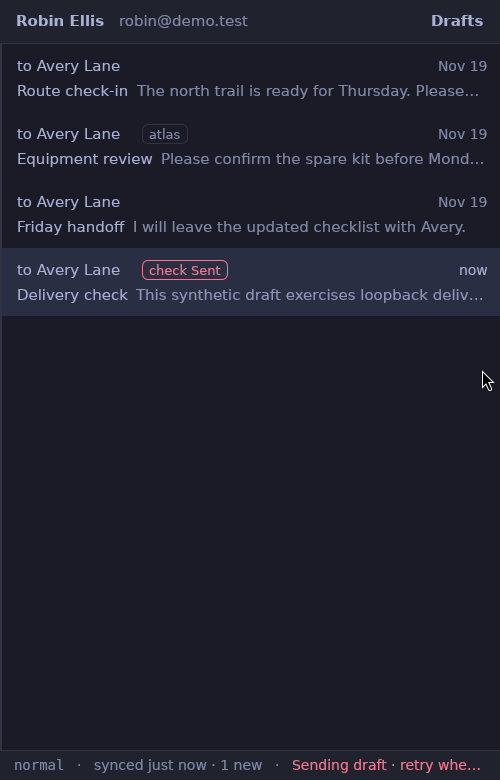 Robin Ellis robin@demo.test Drafts
to Avery Lane Nov 19
Route check-in The north trail is ready for Thursday. Please…
to Avery Lane atlas Nov 19
Equipment review Please confirm the spare kit before Mond…
to Avery Lane Nov 19
Friday handoff I will leave the updated checklist with Avery.
to Avery Lane check Sent now
Delivery check This synthetic draft exercises loopback deliv…
normal · synced just now · 1 new · Sending draft · retry whe…